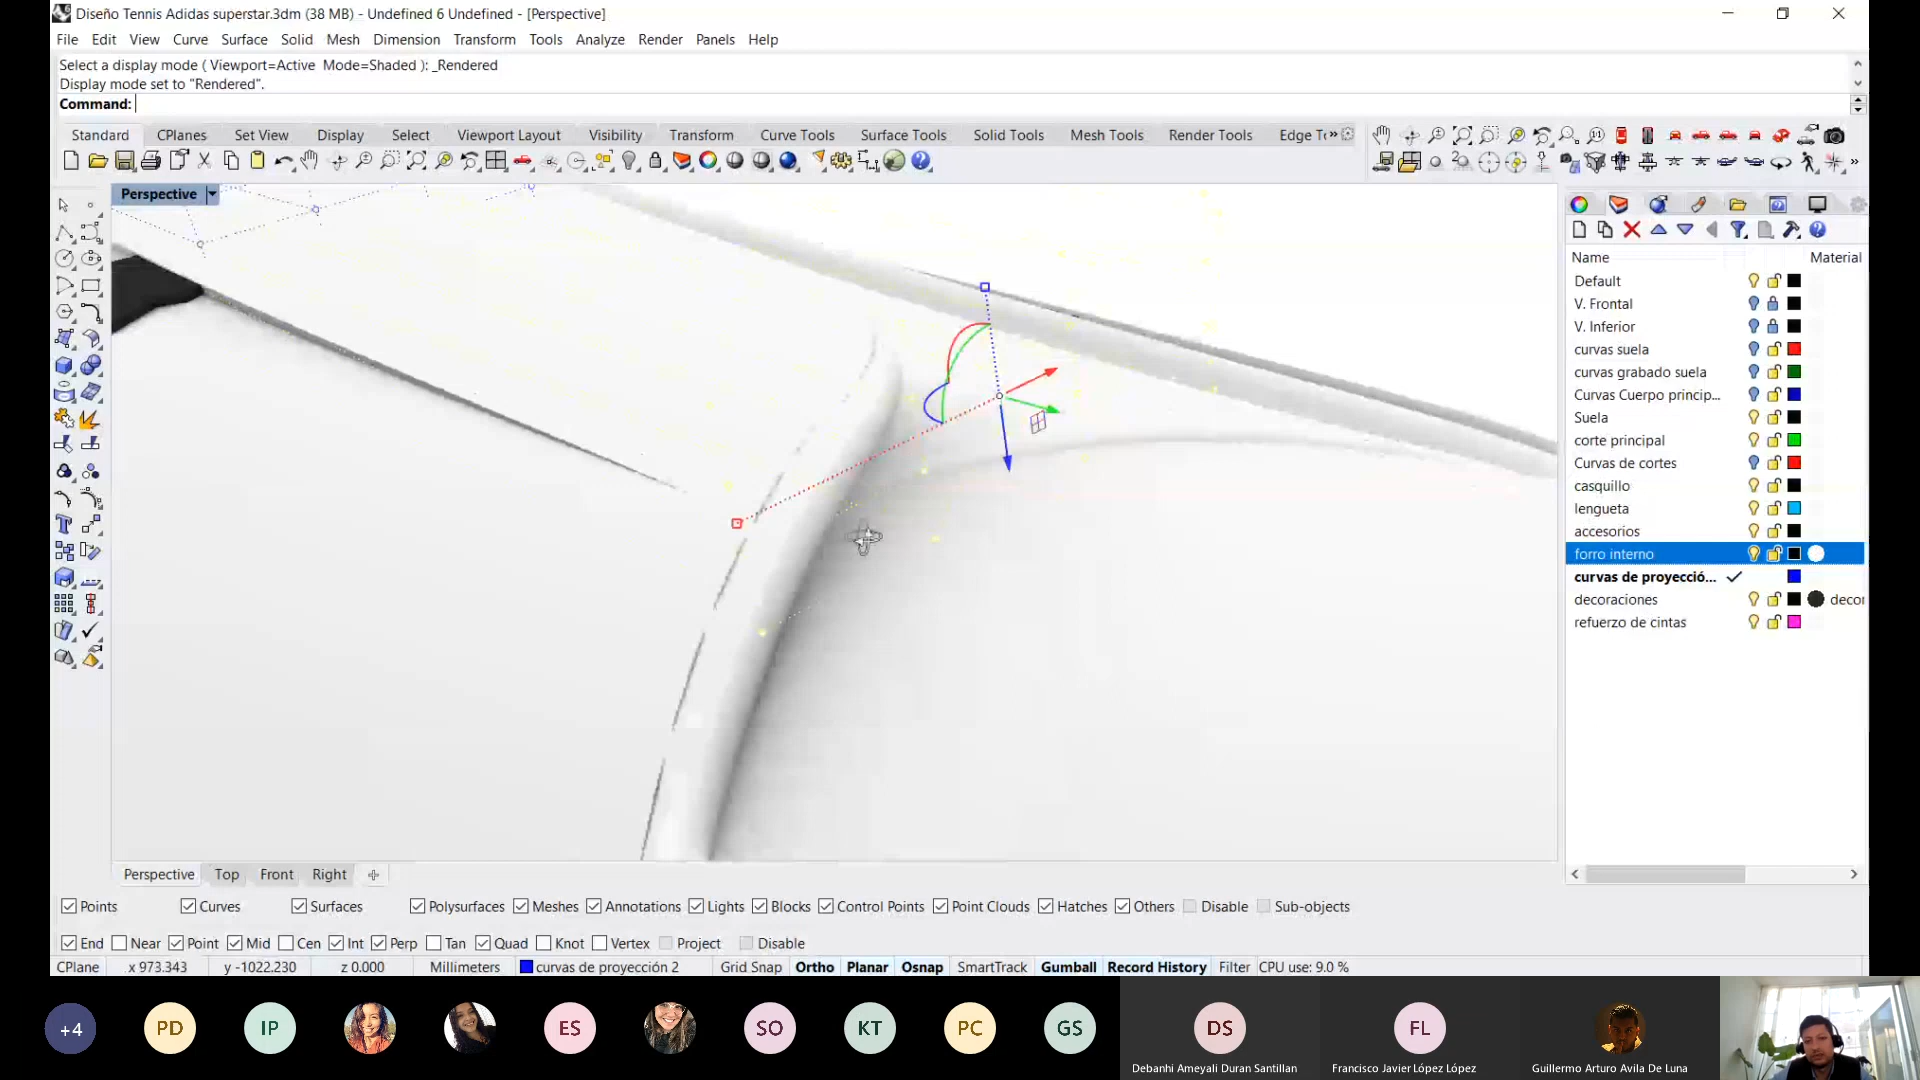 Diseño Tennis Adidas superstar.3dm (38 MB) - Undefined 6 Undefined - [Perspective]
File Edit View Curve Surface Solid Mesh Dimension Transform Tools Analyze Render Panels Help
Select a display mode ( Viewport=Active Mode=Shaded ): _Rendered
Display mode set to "Rendered".
Command:
Standard CPlanes Set View Display Select Viewport Layout Visibility Transform Curve Tools Surface Tools Solid Tools Mesh Tools Render Tools Edge To
Perspective
Name Material
Default
V. Frontal
V. Inferior
curvas suela
curvas grabado suela
Curvas Cuerpo princip...
Suela
corte principal
Curvas de cortes
casquillo
lengueta
accesorios
forro interno
curvas de proyecció...
decoraciones decor
refuerzo de cintas
Perspective Top Front Right
Points Curves Surfaces Polysurfaces Meshes Annotations Lights Blocks Control Points Point Clouds Hatches Others Disable Sub-objects
End Near Point Mid Cen Int Perp Tan Quad Knot Vertex Project Disable
CPlane x 973.343 y -1022.230 z 0.000 Millimeters curvas de proyección 2 Grid Snap Ortho Planar Osnap SmartTrack Gumball Record History Filter CPU use: 9.0 %
+4 PD IP ES SO KT PC GS DS FL
Debanhi Ameyali Duran Santillan Francisco Javier López López Guillermo Arturo Avila De Luna